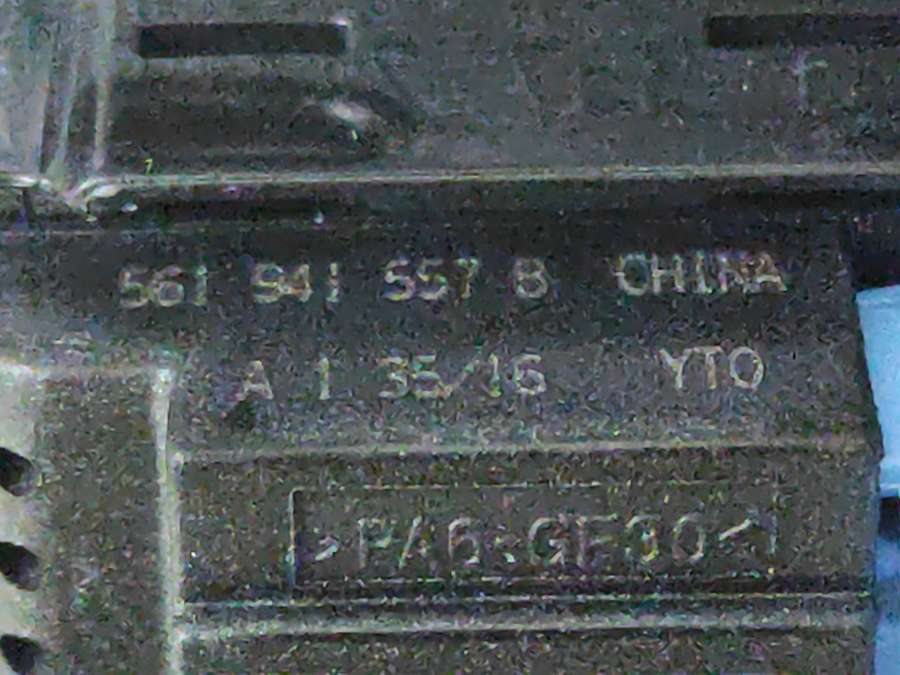 561 941 557 B CHINA
A 1 35/16 YTO
>PA6-GF30<